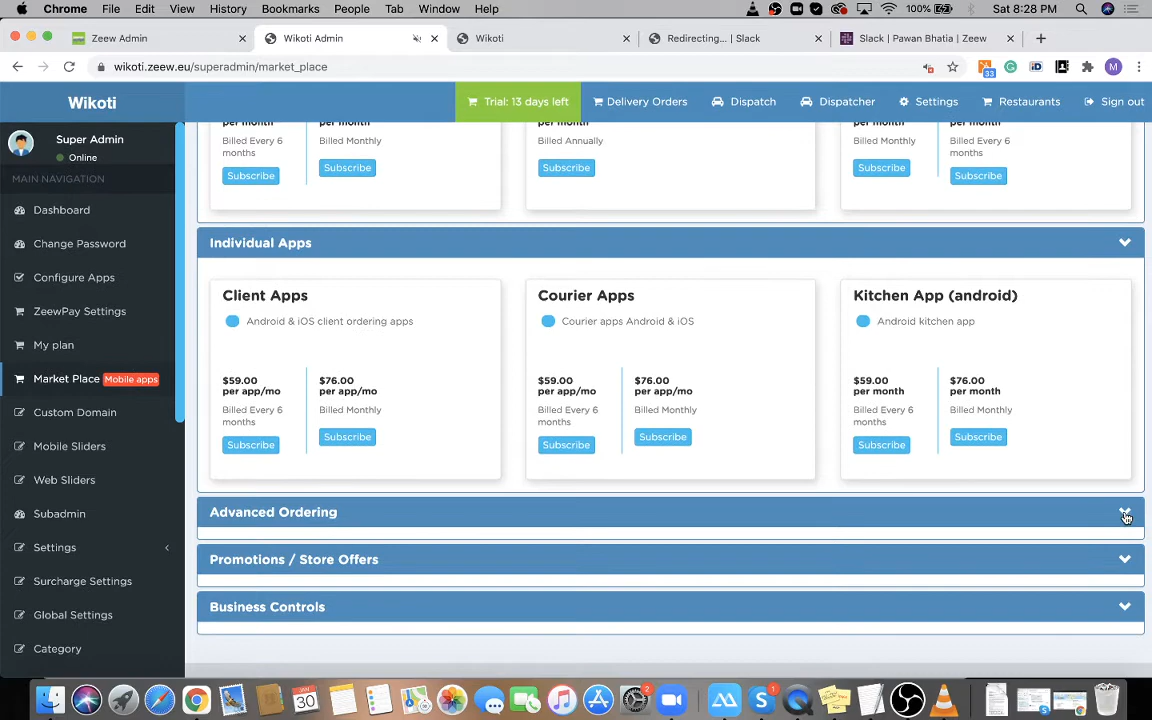 Chrome File Edit View History Bookmarks People Tab Window Help 100% Sat 8:28 PM
Zeew Admin Wikoti Admin Wikoti Redirecting... | Slack Slack | Pawan Bhatia | Zeew
wikoti.zeew.eu/superadmin/market_place 33 iD M
Wikoti Trial: 13 days left Delivery Orders Dispatch Dispatcher Settings Restaurants Sign out
Super Admin
Online
MAIN NAVIGATION
Dashboard
Change Password
Configure Apps
ZeewPay Settings
My plan
Market Place Mobile apps
Custom Domain
Mobile Sliders
Web Sliders
Subadmin
Settings
Surcharge Settings
Global Settings
Category
per month per month per month per month per month
Billed Every 6 months Billed Monthly Billed Annually Billed Monthly Billed Every 6 months
Subscribe Subscribe Subscribe Subscribe Subscribe
Individual Apps
Client Apps
Android & iOS client ordering apps
$59.00 $76.00
per app/mo per app/mo
Billed Every 6 Billed Monthly
months
Subscribe Subscribe
Courier Apps
Courier apps Android & iOS
$59.00 $76.00
per app/mo per app/mo
Billed Every 6 Billed Monthly
months
Subscribe Subscribe
Kitchen App (android)
Android kitchen app
$59.00 $76.00
per month per month
Billed Every 6 Billed Monthly
months
Subscribe Subscribe
Advanced Ordering
Promotions / Store Offers
Business Controls
30 2 1